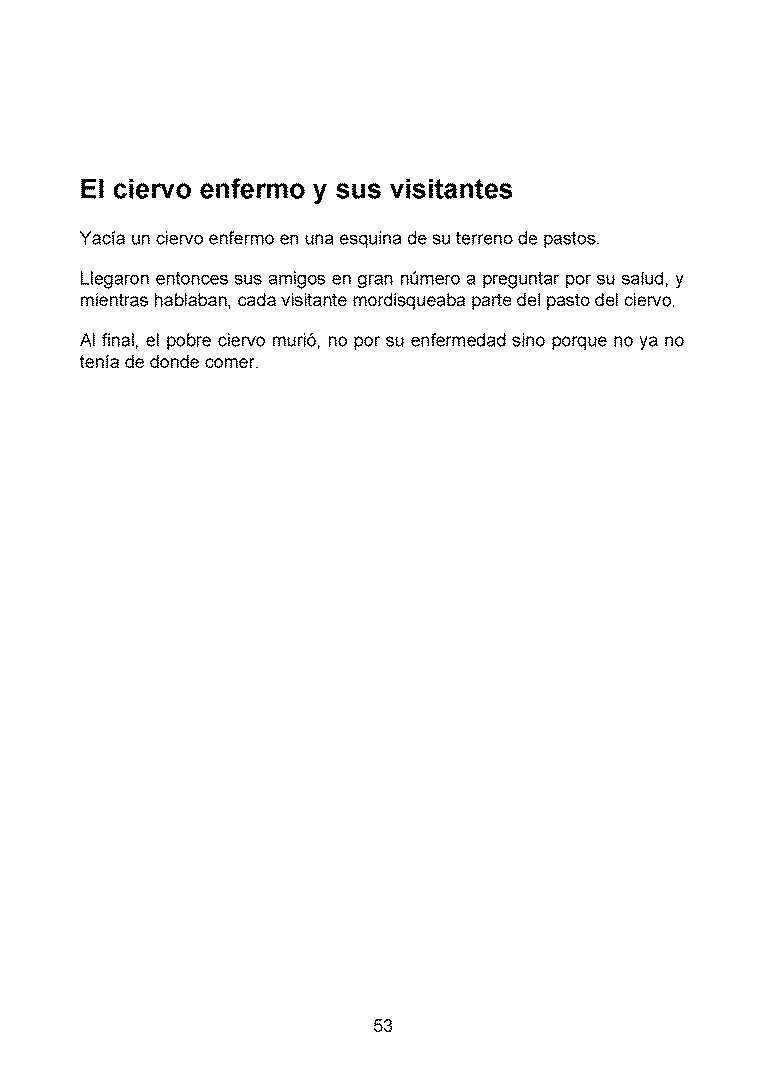 El ciervo enfermo y sus visitantes
Yacía un ciervo enfermo en una esquina de su terreno de pastos.
Llegaron entonces sus amigos en gran número a preguntar por su salud, y
mientras hablaban, cada visitante mordisqueaba parte del pasto del ciervo.
Al final, el pobre ciervo murió, no por su enfermedad sino porque no ya no
tenía de donde comer.
53